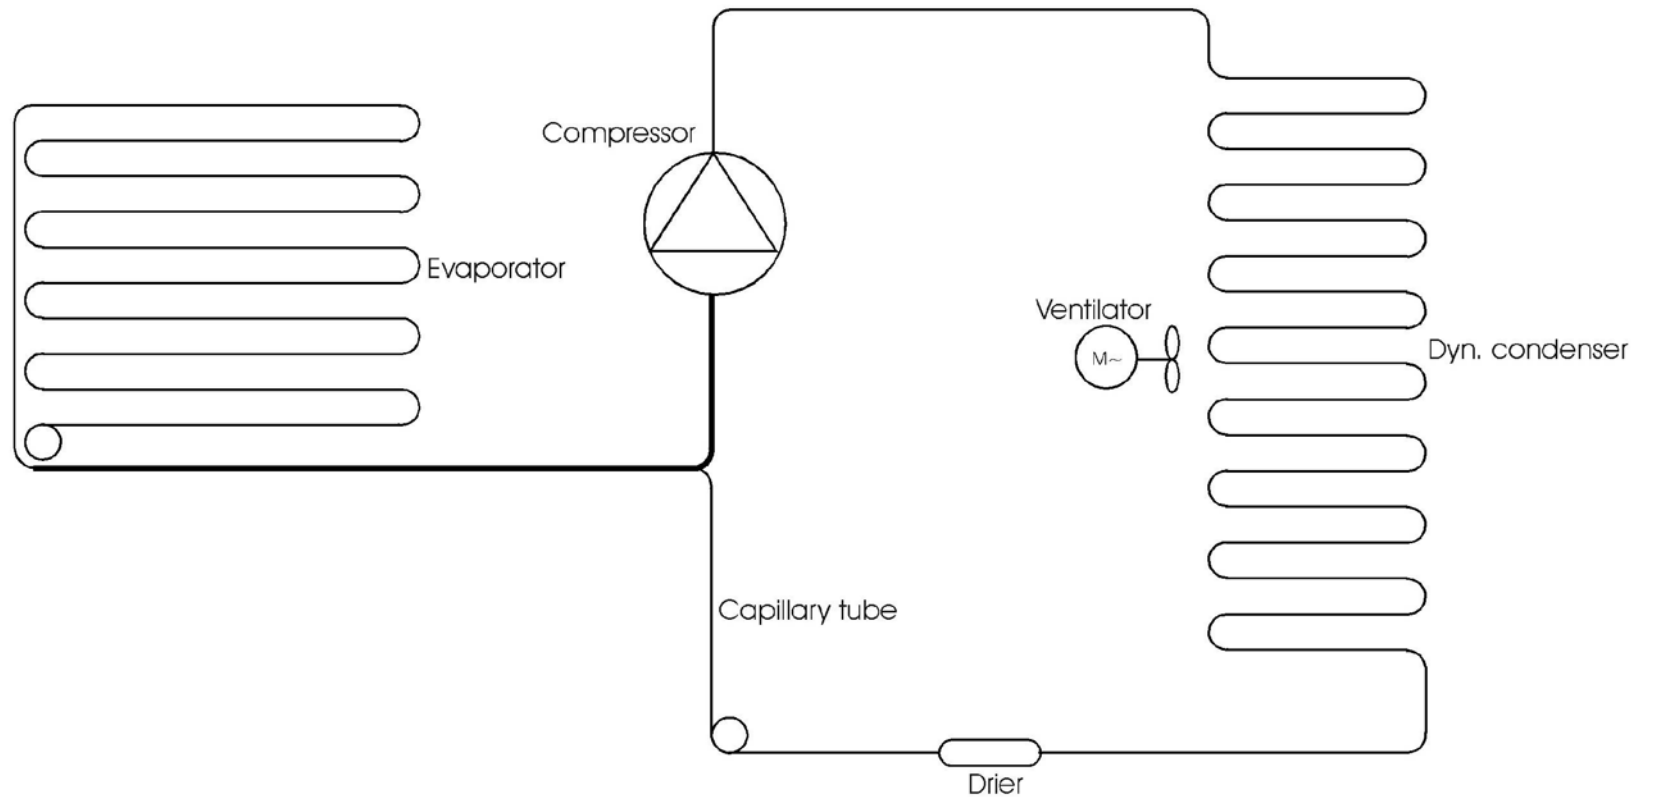 Compressor
Evaporator
Ventilator
M~
Dyn. condenser
Capillary tube
Drier